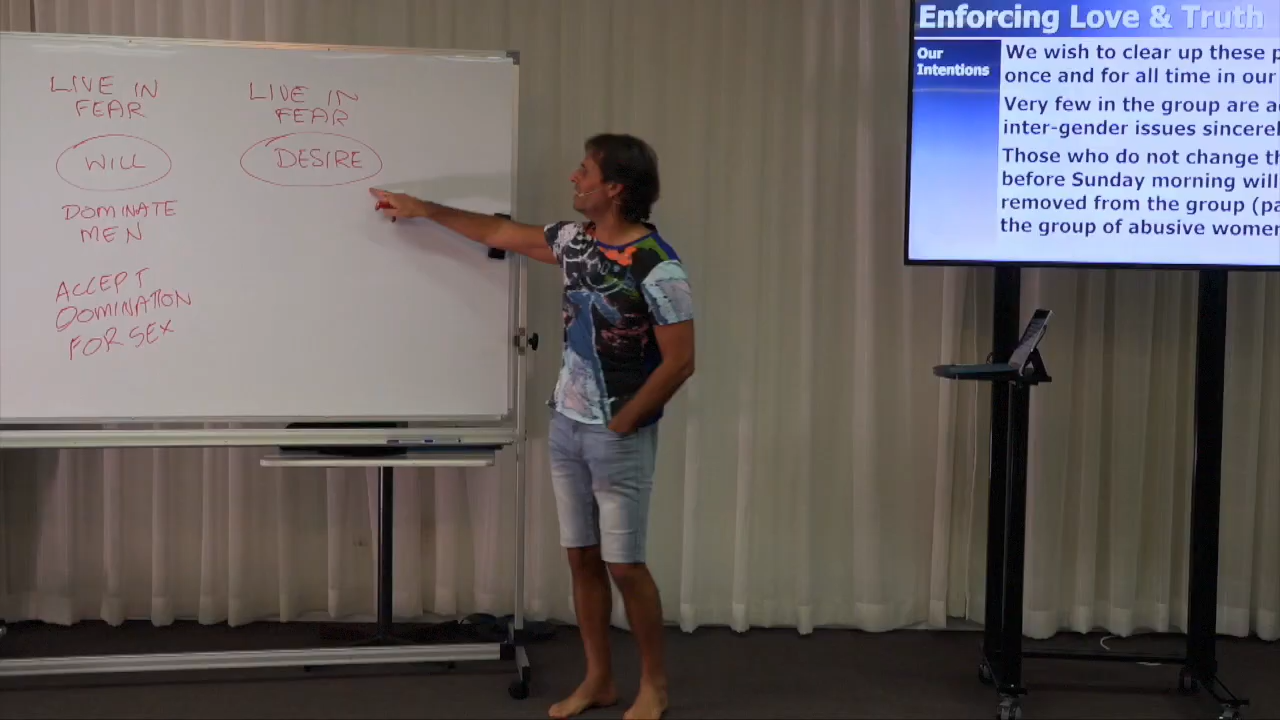 LIVE IN
FEAR
WILL
DOMINATE
MEN
ACCEPT
DOMINATION
FOR SEX
LIVE IN
FEAR
DESIRE
Enforcing Love & Truth
Our
Intentions
We wish to clear up these
once and for all time in our
Very few in the group are
inter-gender issues
Those who do not change
before Sunday morning will
removed from the group
the group of abusive women